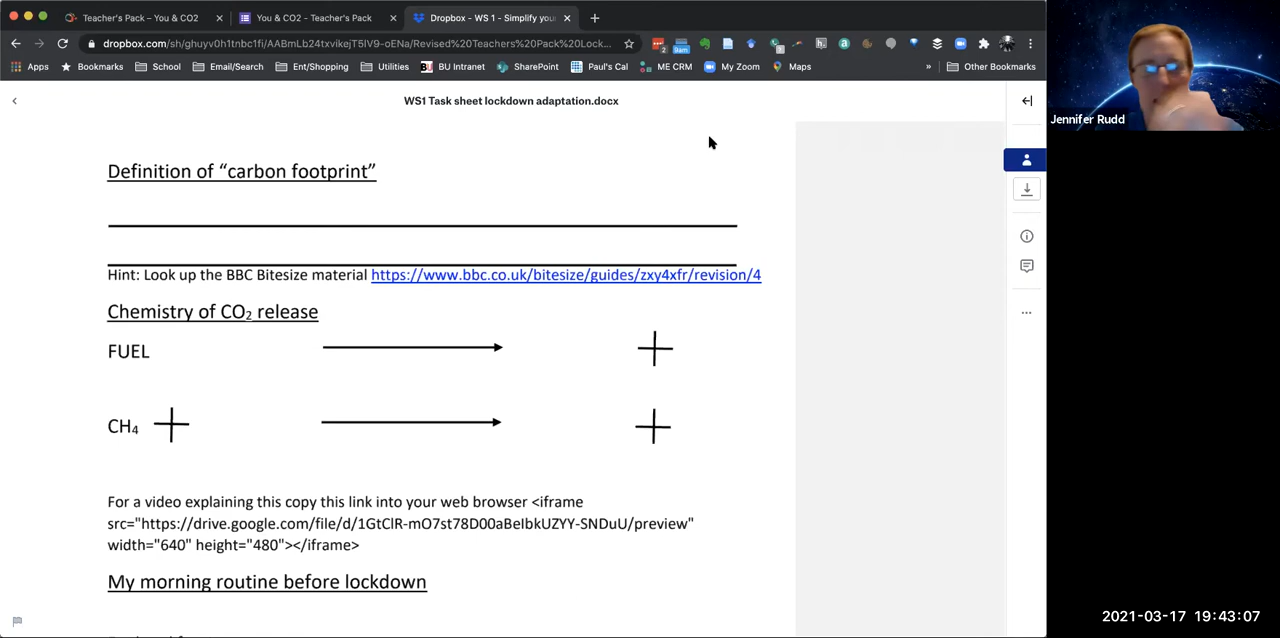 Teacher's Pack – You & CO2
You & CO2 - Teacher's Pack
Dropbox - WS 1 - Simplify you
dropbox.com/sh/ghuyv0h1tnbc1fi/AABmLb24txvikejT5IV9-oENa/Revised%20Teachers%20Pack%20Lock...
2
9am
Apps
Bookmarks
School
Email/Search
Ent/Shopping
Utilities
BU Intranet
SharePoint
Paul's Cal
ME CRM
My Zoom
Maps
»
Other Bookmarks
WS1 Task sheet lockdown adaptation.docx
Jennifer Rudd
Definition of “carbon footprint”
Hint: Look up the BBC Bitesize material https://www.bbc.co.uk/bitesize/guides/zxy4xfr/revision/4
Chemistry of CO₂ release
FUEL +
CH₄ + +
For a video explaining this copy this link into your web browser <iframe
src="https://drive.google.com/file/d/1GtClR-mO7st78D00aBeIbkUZYY-SNDuU/preview"
width="640" height="480"></iframe>
My morning routine before lockdown
2021-03-17 19:43:07